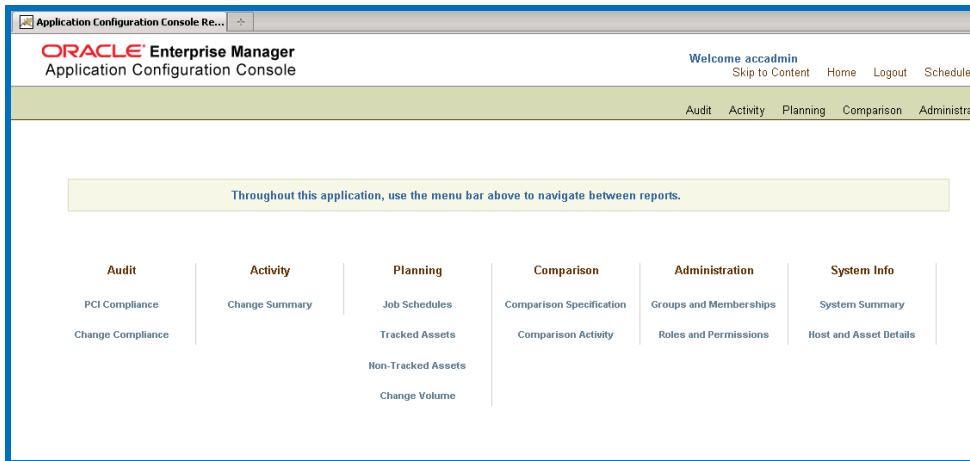 Application Configuration Console Re...
ORACLE Enterprise Manager
Application Configuration Console
Welcome accadmin
Skip to Content Home Logout Schedule
Audit Activity Planning Comparison Administra
Throughout this application, use the menu bar above to navigate between reports.
Audit Activity Planning Comparison Administration System Info
PCI Compliance Change Summary Job Schedules Comparison Specification Groups and Memberships System Summary
Change Compliance Tracked Assets Comparison Activity Roles and Permissions Host and Asset Details
Non-Tracked Assets
Change Volume